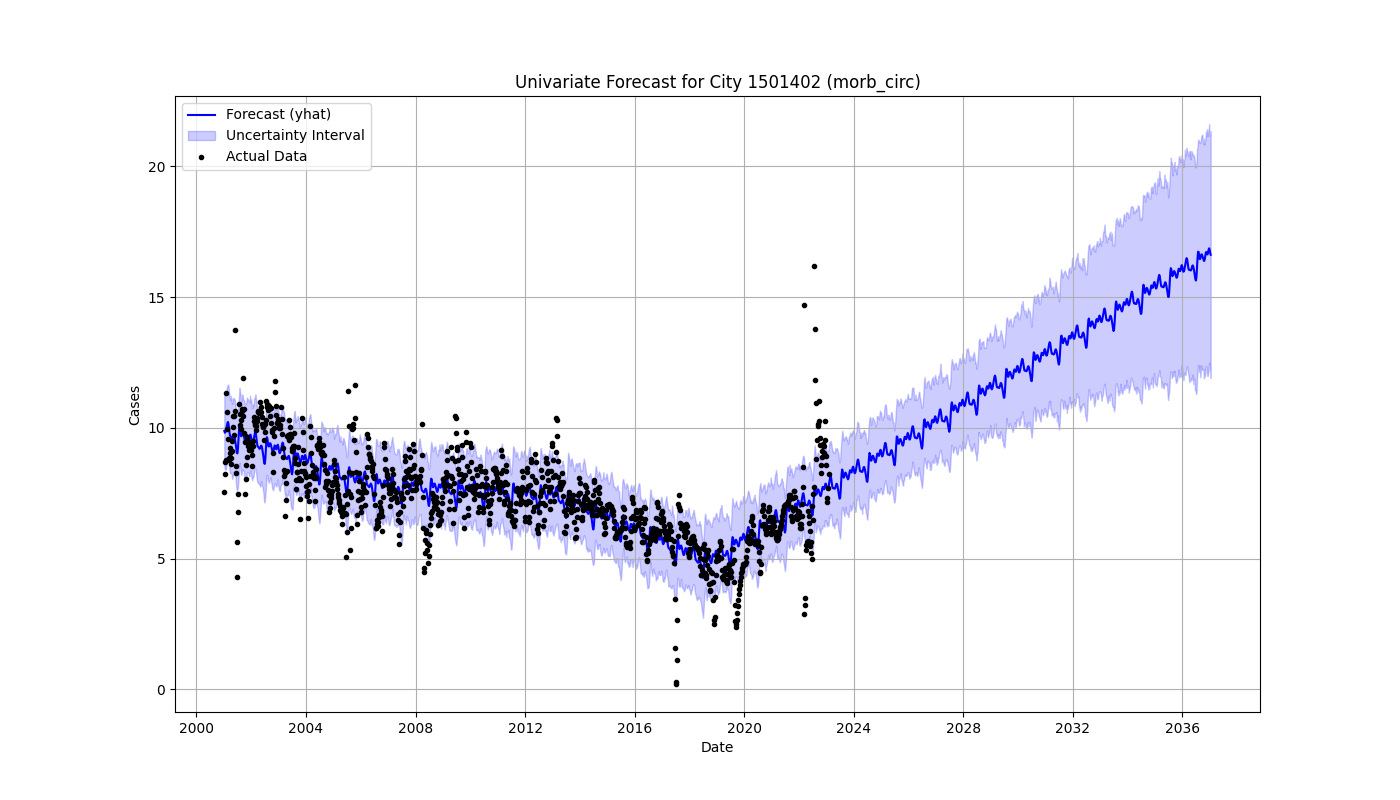 Univariate Forecast for City 1501402 (morb_circ)
Forecast (yhat)
Uncertainty Interval
Actual Data
Cases
20
15
10
5
0
2000 2004 2008 2012 2016 2020 2024 2028 2032 2036
Date